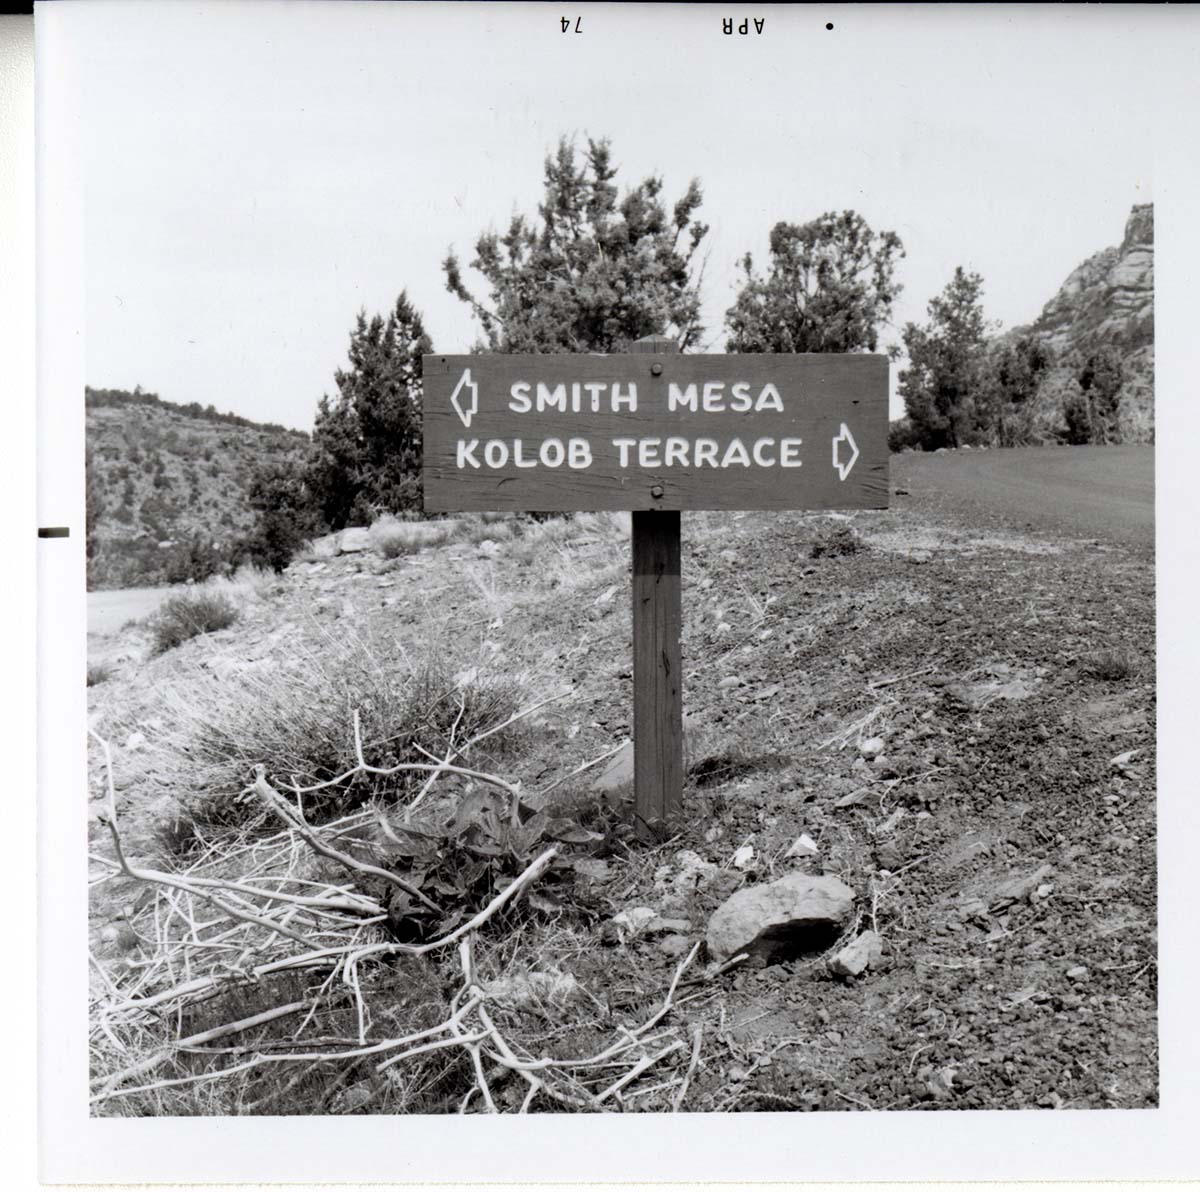 APR 74
SMITH MESA
KOLOB TERRACE